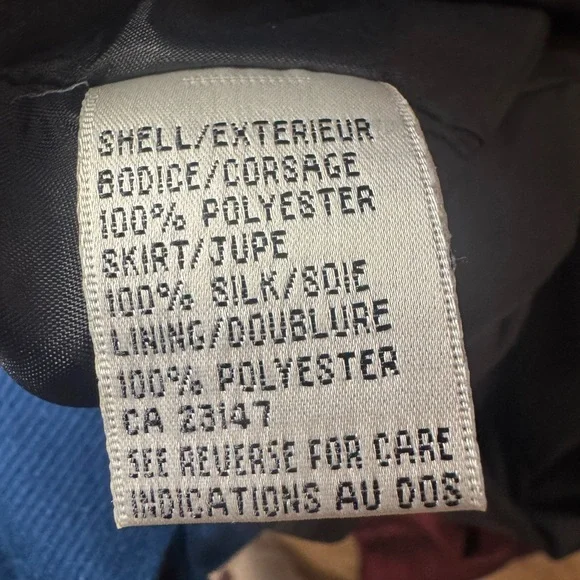 SHELL/EXTERIEUR
BODICE/CORSAGE
100% POLYESTER
SKIRT/JUPE
100% SILK/SOIE
LINING/DOUBLURE
100% POLYESTER
CA 23147
SEE REVERSE FOR CARE
INDICATIONS AU DOS